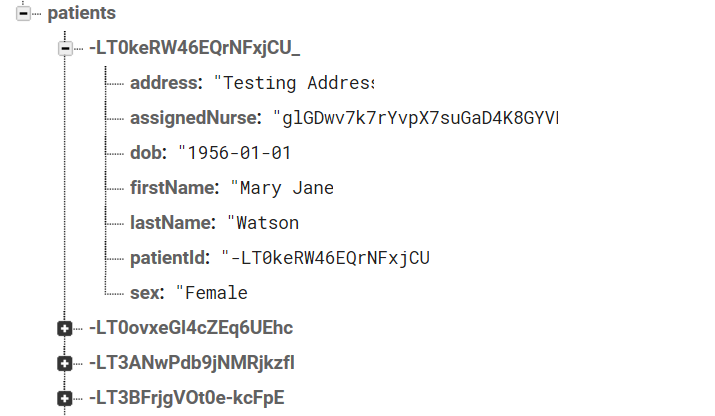 patients
-LT0keRW46EQrNFxjCU_
address: "Testing Address
assignedNurse: "glGDwv7k7rYvpX7suGaD4K8GYV
dob: "1956-01-01
firstName: "Mary Jane
lastName: "Watson
patientId: "-LT0keRW46EQrNFxjCU
sex: "Female
-LT0ovxeGl4cZEq6UEhc
-LT3ANwPdb9jNMRjkzfl
-LT3BFrjgVOt0e-kcFpE